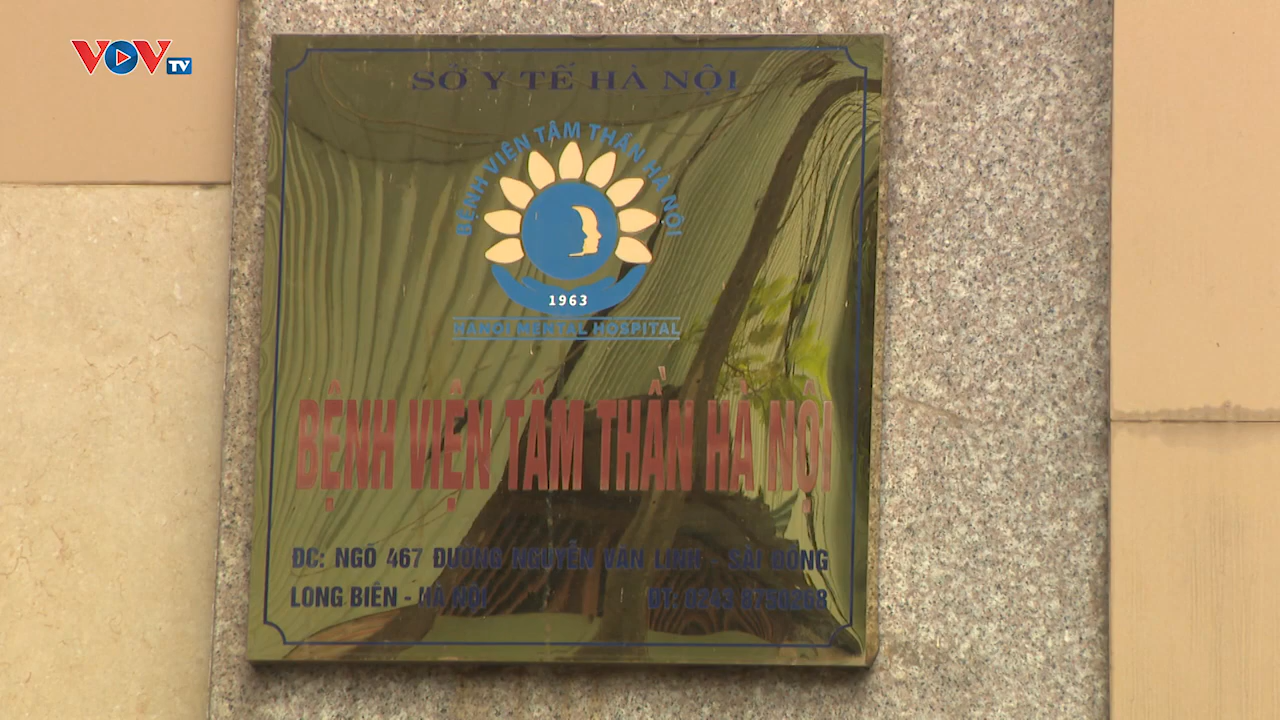 VOV TV
SỞ Y TẾ HÀ NỘI
BỆNH VIỆN TÂM THẦN HÀ NỘI
1963
HANOI MENTAL HOSPITAL
BỆNH VIỆN TÂM THẦN HÀ NỘI
ĐC: NGÕ 467 ĐƯỜNG NGUYỄN VĂN LINH - SÀI ĐỒNG
LONG BIÊN - HÀ NỘI ĐT: 0243 8750268